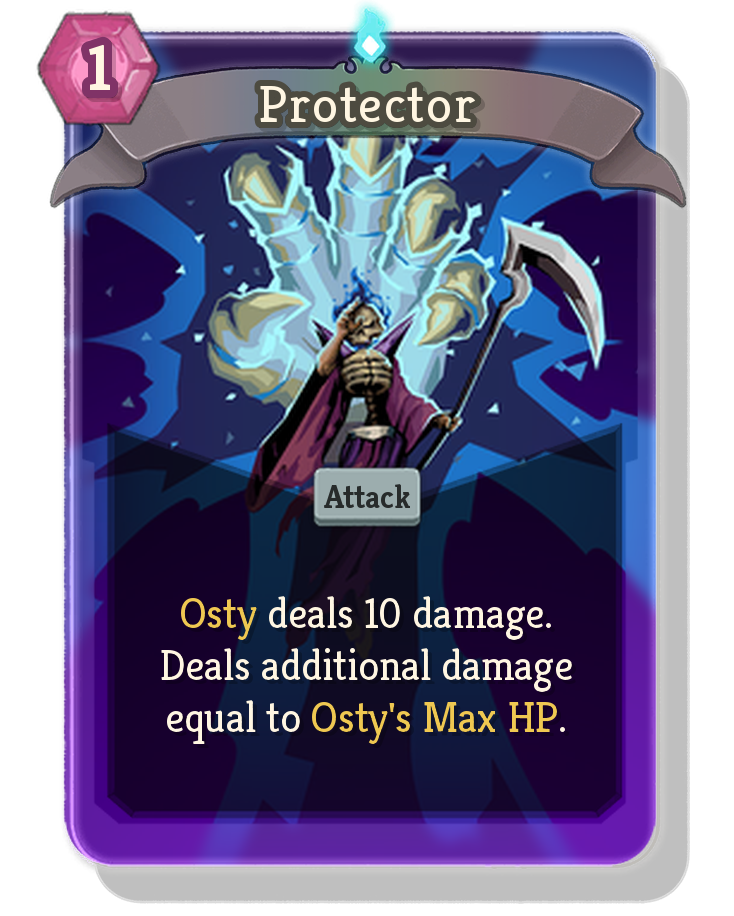 1
Protector
Attack
Osty deals 10 damage.
Deals additional damage
equal to Osty's Max HP.